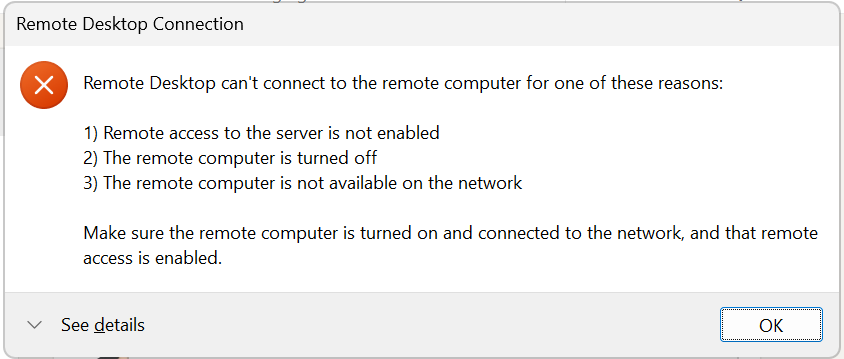 Remote Desktop Connection
Remote Desktop can't connect to the remote computer for one of these reasons:
1) Remote access to the server is not enabled
2) The remote computer is turned off
3) The remote computer is not available on the network
Make sure the remote computer is turned on and connected to the network, and that remote
access is enabled.
See details
OK